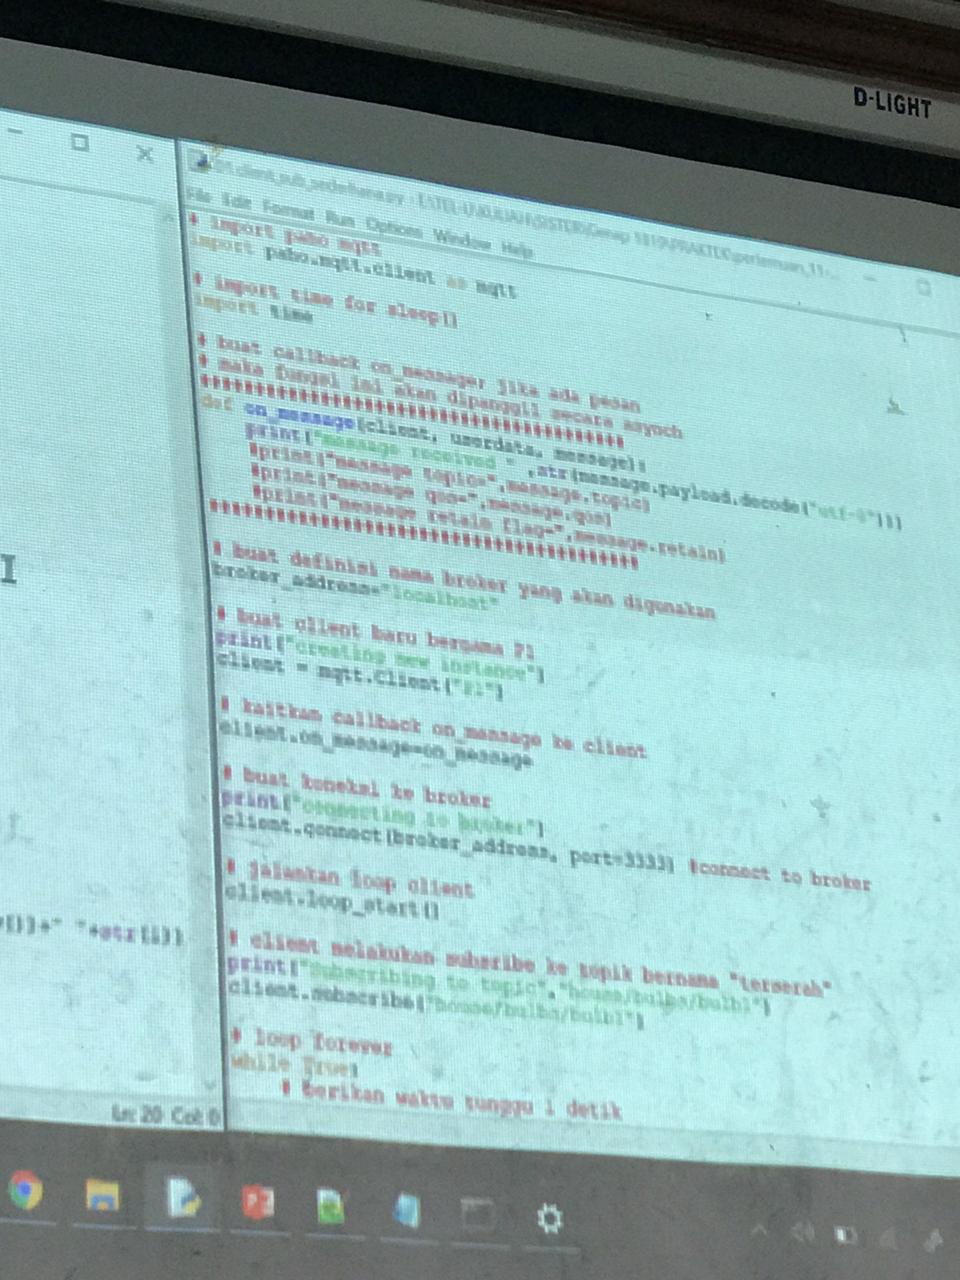 D-LIGHT
File Edit Format Run Options Window Help
# import paho mqtt
import paho.mqtt.client as mqtt
# import time for sleep()
import time
# buat callback on_messager jika ada pesan
# maka fungsi ini akan dipanggil secara asyoch
def on_message(client, userdata, message):
print("message received " ,str(message.payload.decode("utf-8")))
#print("message topic=",message.topic)
#print("message qos=",message.qos)
#print("message retain flag=",message.retain)
# buat definisi nama broker yang akan digunakan
broker_address="localhost"
# buat client baru bernama P1
print("creating new instance")
client = mqtt.Client("P1")
# kaitkan callback on_message ke client
client.on_message=on_message
# buat koneksi ke broker
print("connecting to broker")
client.connect(broker_address, port=3333) #connect to broker
# jalankan loop client
client.loop_start()
# client melakukan subsribe ke topik bernama "terserah"
print("Subscribing to topic","house/bulbs/bulb1")
client.subscribe("house/bulbs/bulb1")
# loop forever
while True:
# berikan waktu tunggu 1 detik
())+" "+str(i))
Ln: 20 Col: 0